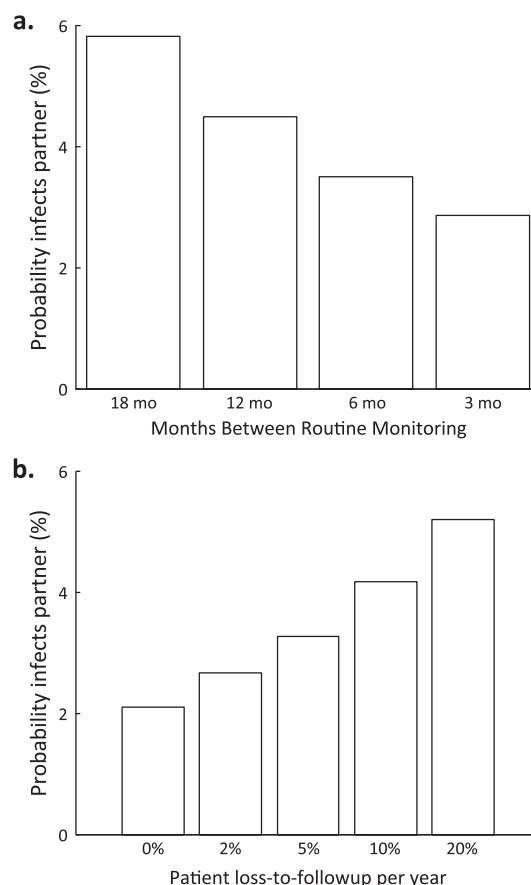 a.
Probability infects partner (%)
6
4
2
0
18 mo 12 mo 6 mo 3 mo
Months Between Routine Monitoring
b.
Probability infects partner (%)
6
4
2
0
0% 2% 5% 10% 20%
Patient loss-to-followup per year